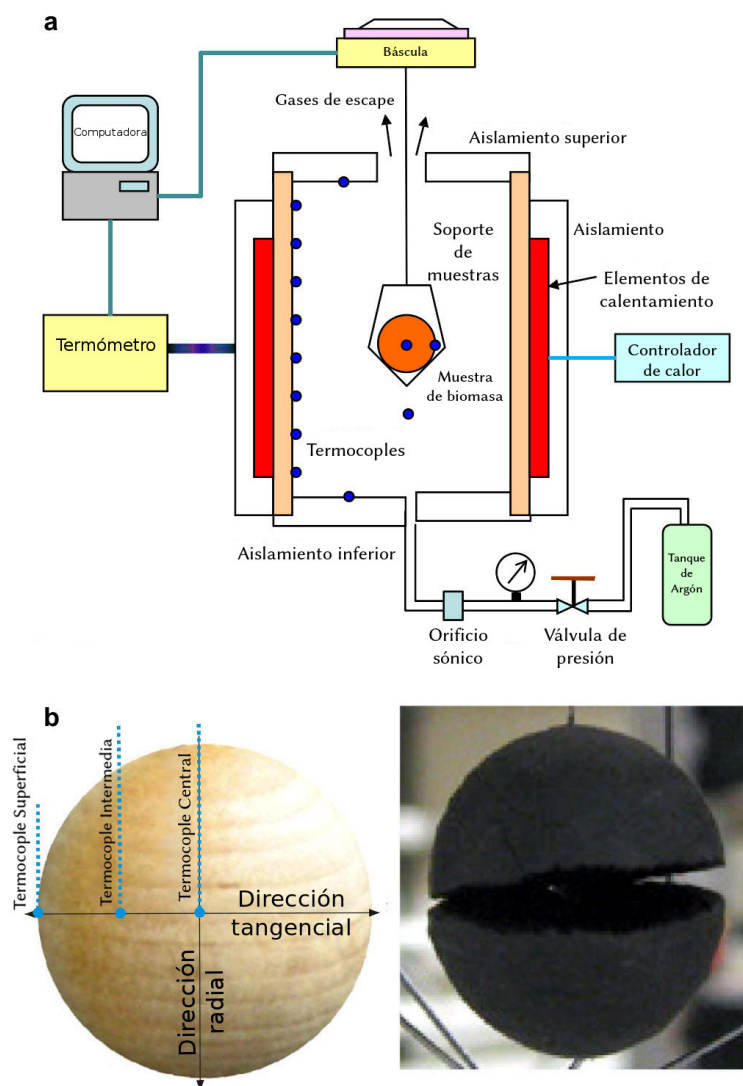 a
Báscula
Gases de escape
Computadora
Aislamiento superior
Soporte
de
muestras
Aislamiento
Elementos de
calentamiento
Termómetro
Controlador
de calor
Muestra
de biomasa
Termocoples
Aislamiento inferior
Tanque
de
Argón
Orificio
sónico
Válvula de
presión
b
Termocople Superficial
Termocople Intermedia
Termocople Central
Dirección
tangencial
Dirección
radial